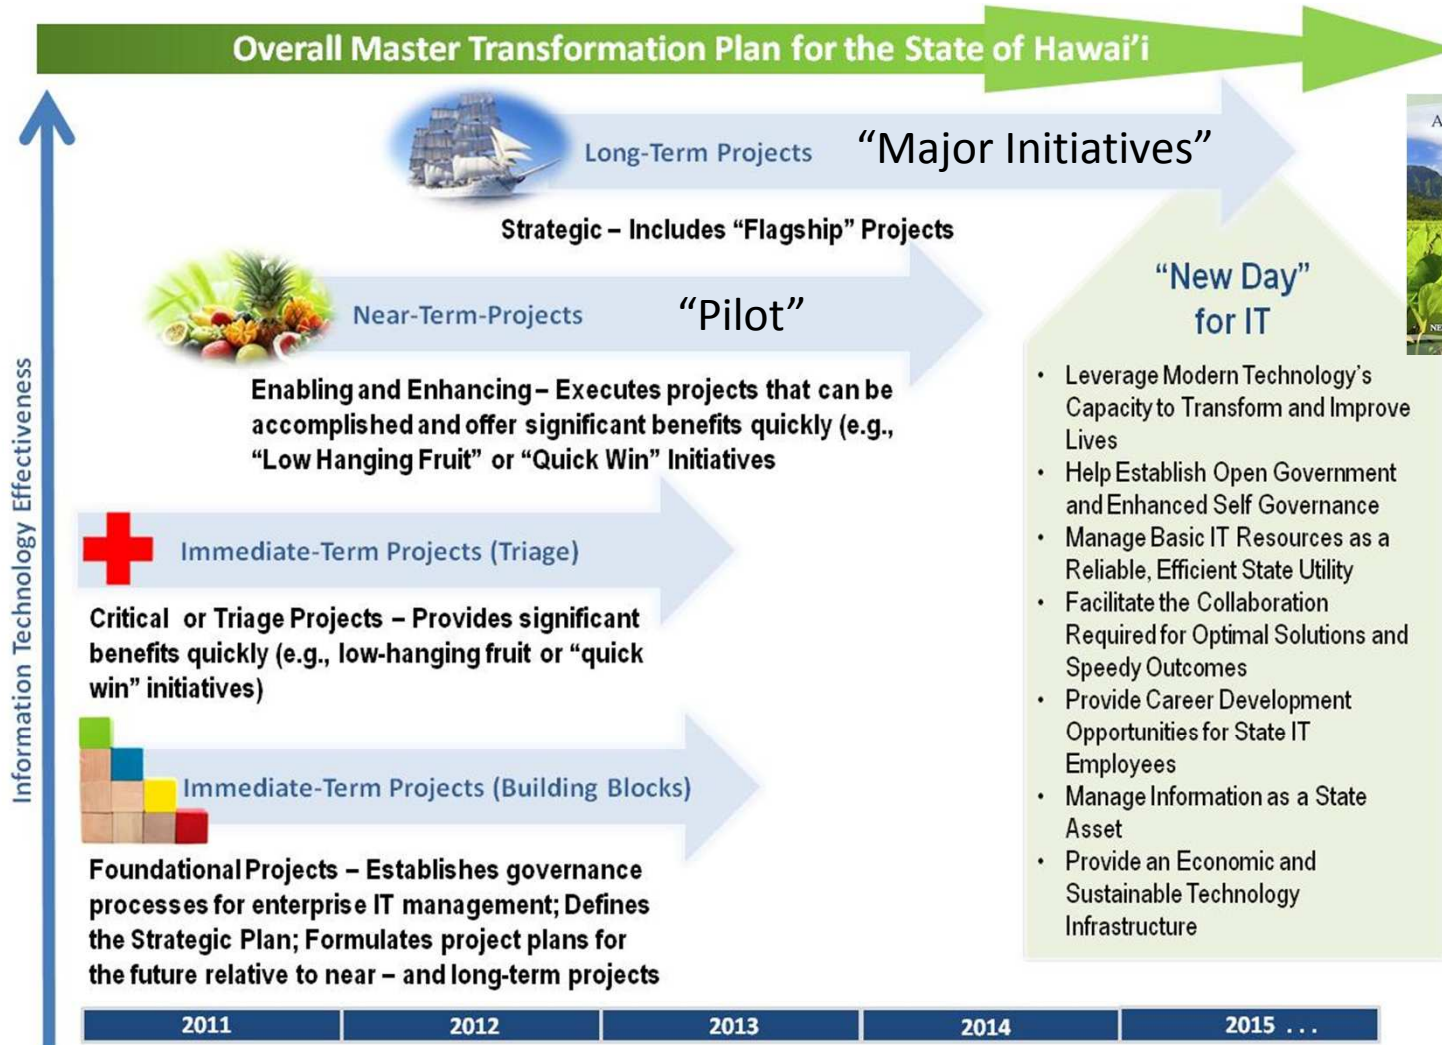 Overall Master Transformation Plan for the State of Hawai'i
Long-Term Projects "Major Initiatives"
Strategic – Includes "Flagship" Projects
Near-Term-Projects "Pilot"
Enabling and Enhancing – Executes projects that can be
accomplished and offer significant benefits quickly (e.g.,
"Low Hanging Fruit" or "Quick Win" Initiatives
Immediate-Term Projects (Triage)
Critical or Triage Projects – Provides significant
benefits quickly (e.g., low-hanging fruit or "quick
win" initiatives)
Immediate-Term Projects (Building Blocks)
Foundational Projects – Establishes governance
processes for enterprise IT management; Defines
the Strategic Plan; Formulates project plans for
the future relative to near – and long-term projects
Information Technology Effectiveness
"New Day"
for IT
• Leverage Modern Technology's
Capacity to Transform and Improve
Lives
• Help Establish Open Government
and Enhanced Self Governance
• Manage Basic IT Resources as a
Reliable, Efficient State Utility
• Facilitate the Collaboration
Required for Optimal Solutions and
Speedy Outcomes
• Provide Career Development
Opportunities for State IT
Employees
• Manage Information as a State
Asset
• Provide an Economic and
Sustainable Technology
Infrastructure
A
NE
2011 2012 2013 2014 2015 . . .